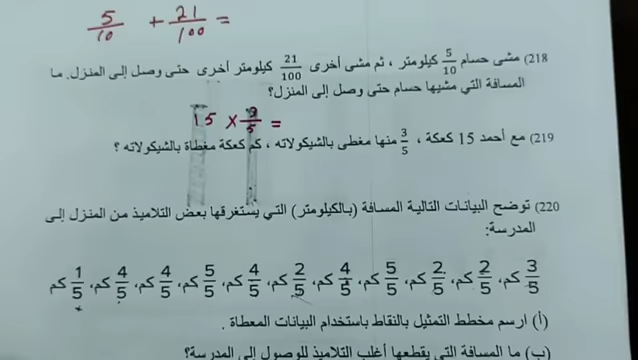 5/10 + 21/100 =
218) مشى حسام 5/10 كيلومتر ، ثم مشى أخرى 21/100 كيلومتر أخرى حتى وصل إلى المنزل. ما
المسافة التي مشيها حسام حتى وصل إلى المنزل؟
15 × 3/5 =
219) مع أحمد 15 كعكة ، 3/5 منها مغطى بالشيكولاته ، كم كعكة مغطاة بالشيكولاته ؟
220) توضح البيانات التالية المسافة (بالكيلومتر) التي يستغرقها بعض التلاميذ من المنزل إلى
المدرسة:
3/5 كم، 2/5 كم، 2/5 كم، 5/5 كم، 4/5 كم، 2/5 كم، 4/5 كم، 5/5 كم، 4/5 كم، 4/5 كم، 1/5 كم
(أ) ارسم مخطط التمثيل بالنقاط باستخدام البيانات المعطاة .
(ب) ما المسافة التي يقطعها أغلب التلاميذ للوصول إلى المدرسة؟